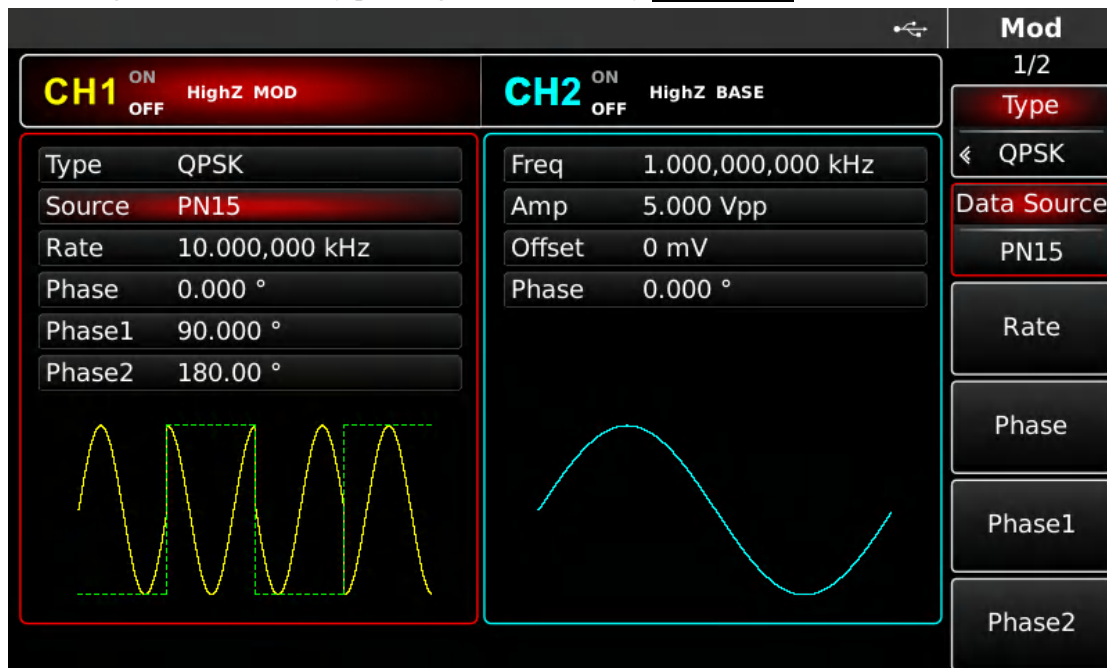 Mod
1/2
CH1 ON OFF HighZ MOD
CH2 ON OFF HighZ BASE
Type QPSK
Source PN15
Rate 10.000,000 kHz
Phase 0.000 °
Phase1 90.000 °
Phase2 180.00 °
Freq 1.000,000,000 kHz
Amp 5.000 Vpp
Offset 0 mV
Phase 0.000 °
Type
« QPSK
Data Source
PN15
Rate
Phase
Phase1
Phase2